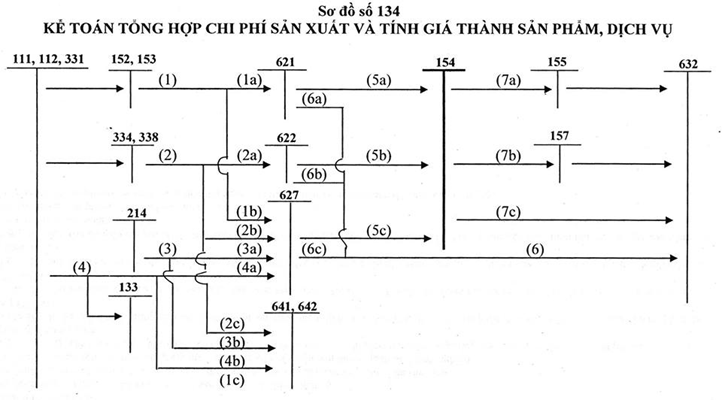 Sơ đồ số 134
KẾ TOÁN TỔNG HỢP CHI PHÍ SẢN XUẤT VÀ TÍNH GIÁ THÀNH SẢN PHẨM, DỊCH VỤ
111, 112, 331 152, 153 621 154 155 632
(1) (1a) (5a) (7a)
(6a)
334, 338 622 157
(2) (2a) (5b) (7b)
(6b)
627
214 (1b) (7c)
(2b) (5c)
(3) (3a) (6c) (6)
(4) (4a)
133
641, 642
(2c)
(3b)
(4b)
(1c)